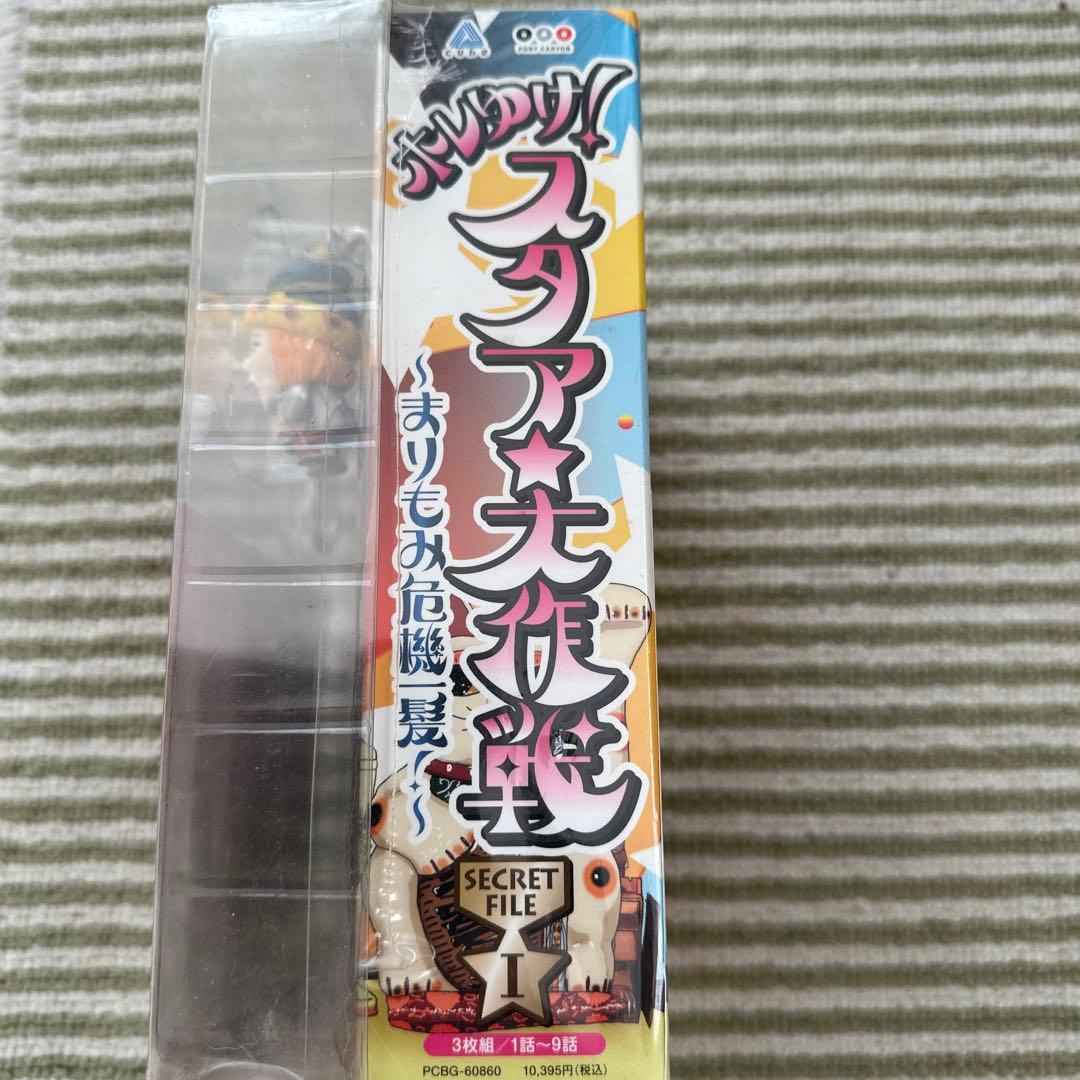 cube
PONY CANYON
ホレゆけ!
スタア★大作戦
～まりもみ危機一髪!～
SECRET
FILE
I
3枚組／1話～9話
PCBG-60860 10,395円(税込)